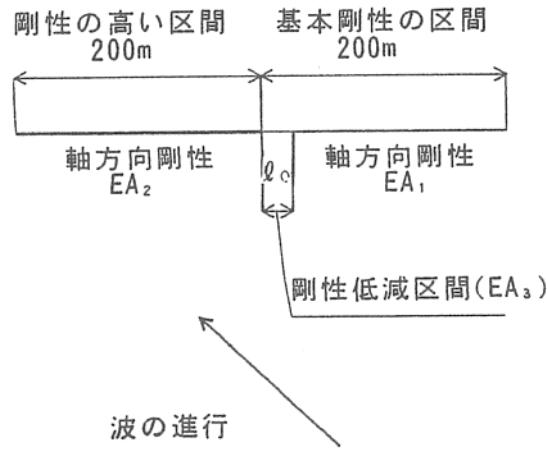 剛性の高い区間
200m
基本剛性の区間
200m
軸方向剛性
EA₂
ℓc
軸方向剛性
EA₁
剛性低減区間(EA₃)
波の進行